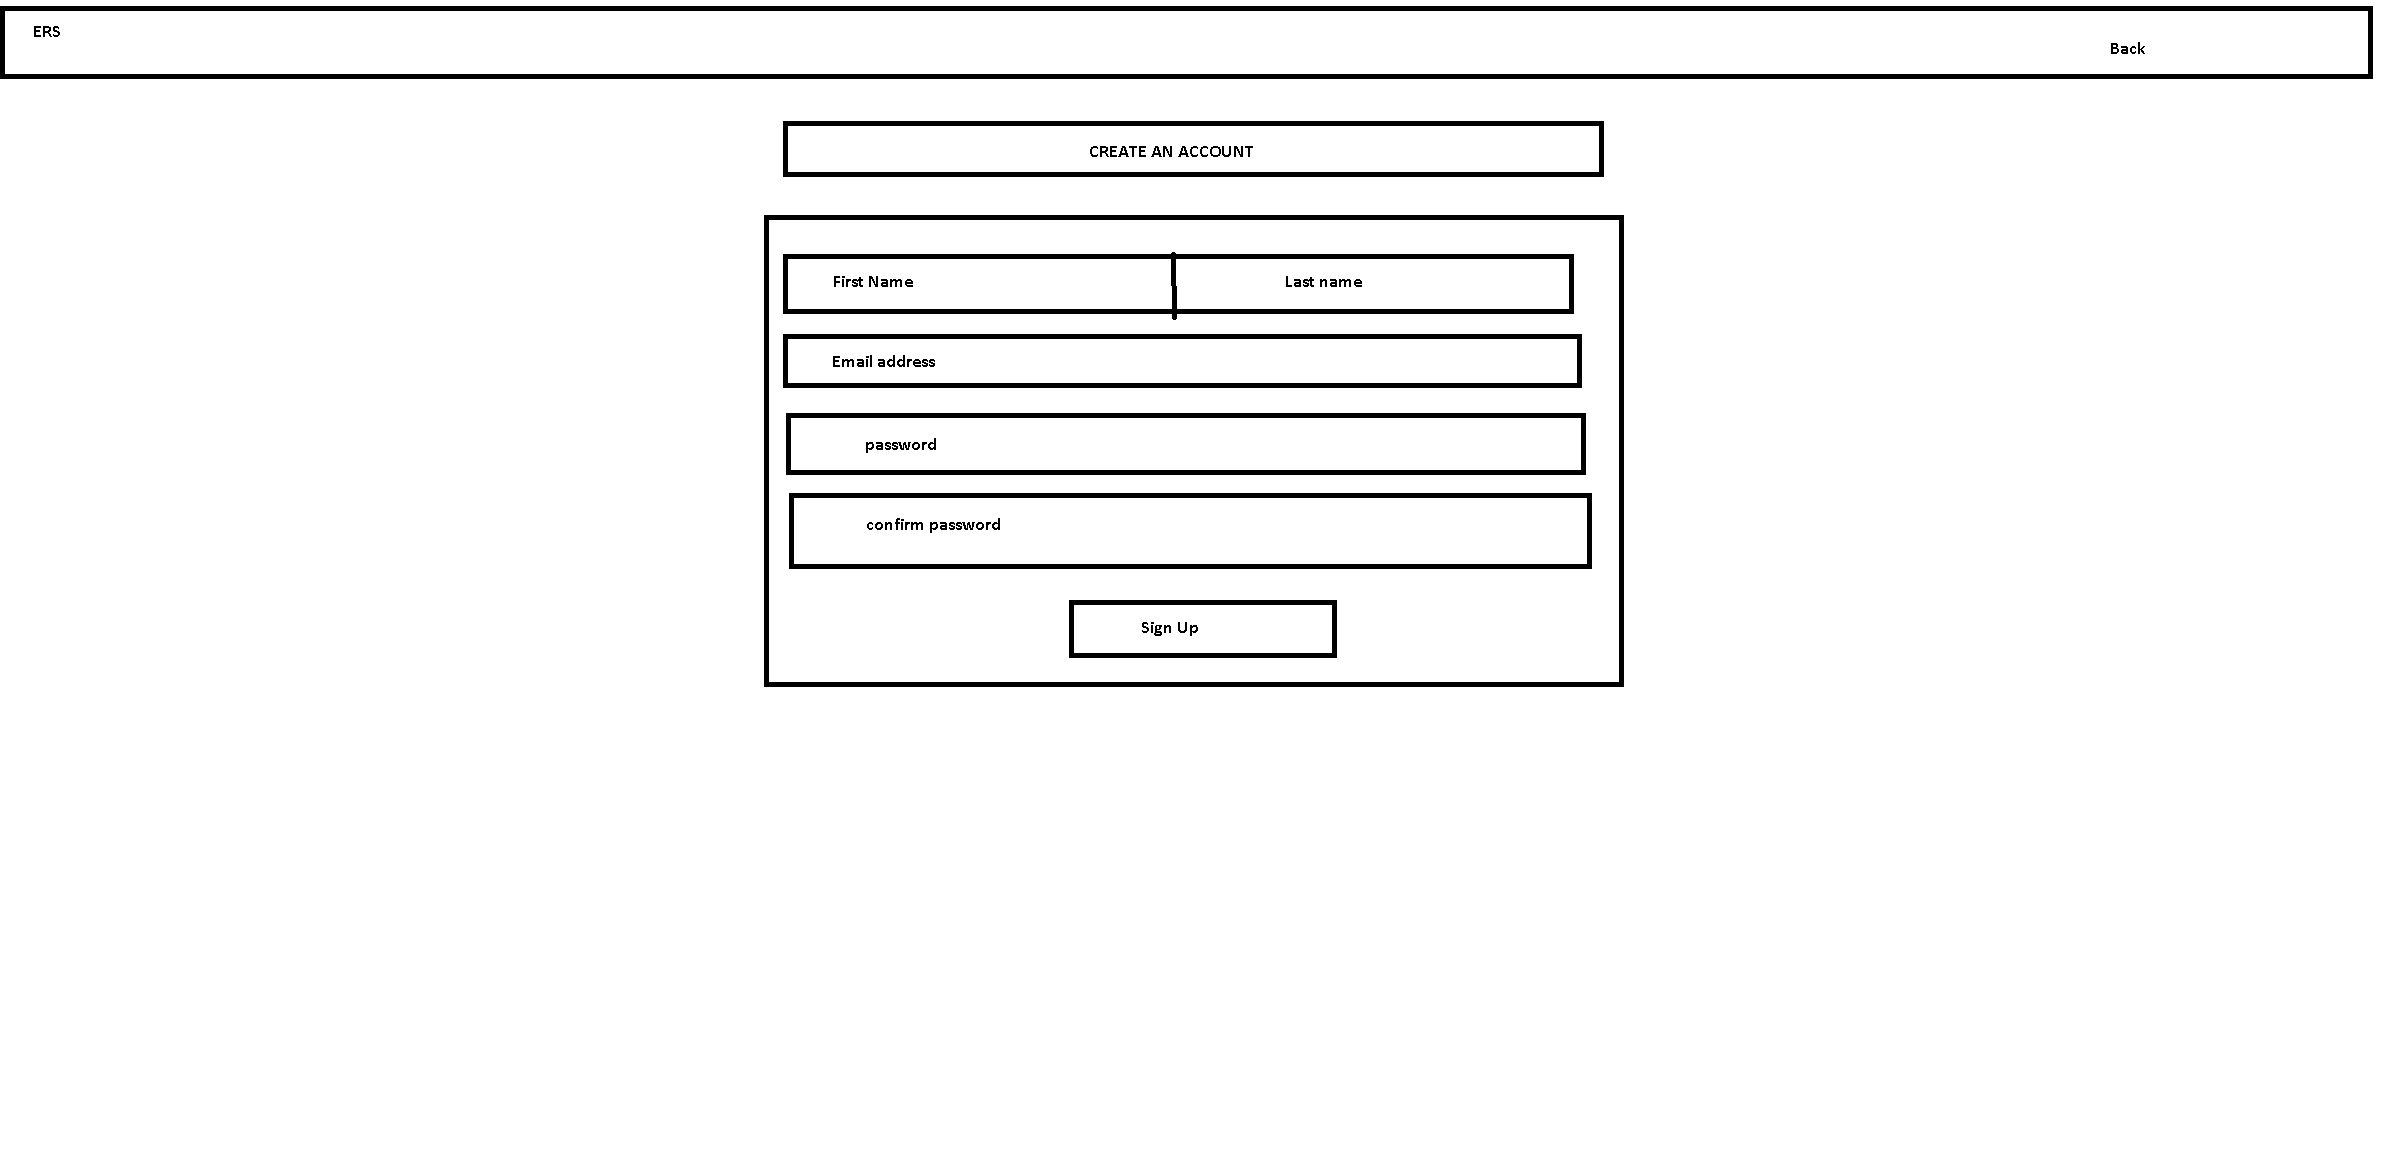 ERS
Back
CREATE AN ACCOUNT
First Name
Last name
Email address
password
confirm password
Sign Up